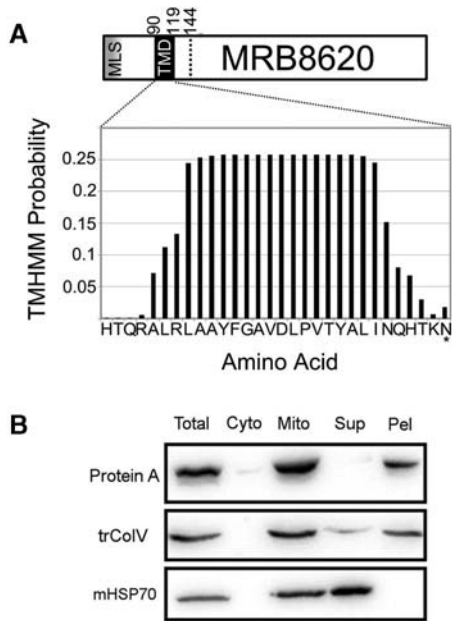 A
90
119
144
MLS
TMD
MRB8620
TMHMM Probability
0.25
0.2
0.15
0.1
0.05
HTQRALRLAAYFGAVDLPVTYALINQHTKN
*
Amino Acid
B
Total Cyto Mito Sup Pel
Protein A
trCoIV
mHSP70